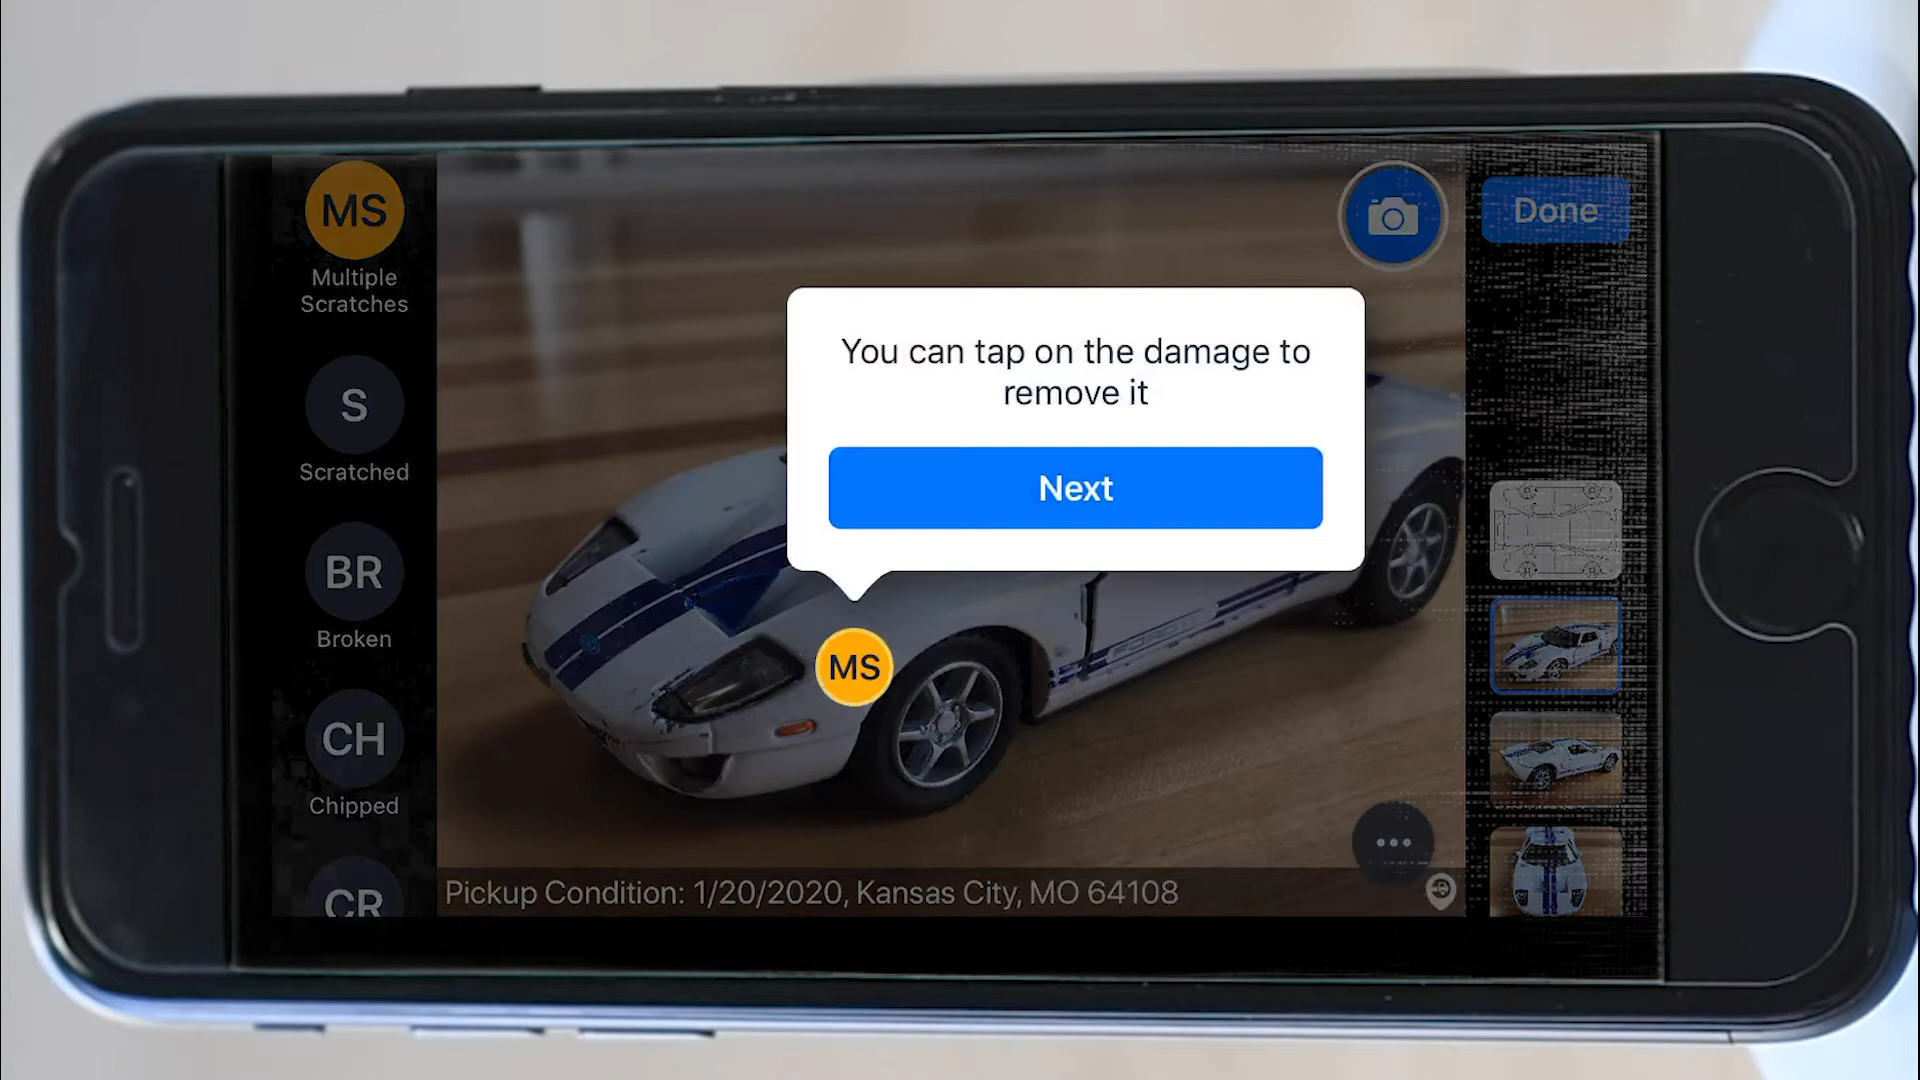 MS
Multiple
Scratches
S
Scratched
BR
Broken
CH
Chipped
CR
Done
You can tap on the damage to
remove it
Next
MS
Pickup Condition: 1/20/2020, Kansas City, MO 64108